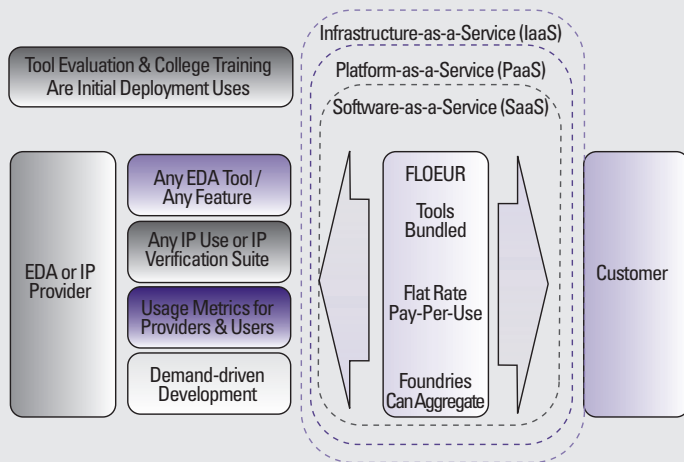 Infrastructure-as-a-Service (IaaS)
Platform-as-a-Service (PaaS)
Software-as-a-Service (SaaS)
Tool Evaluation & College Training
Are Initial Deployment Uses
EDA or IP
Provider
Any EDA Tool /
Any Feature
Any IP Use or IP
Verification Suite
Usage Metrics for
Providers & Users
Demand-driven
Development
FLOEUR
Tools
Bundled
Flat Rate
Pay-Per-Use
Foundries
Can Aggregate
Customer